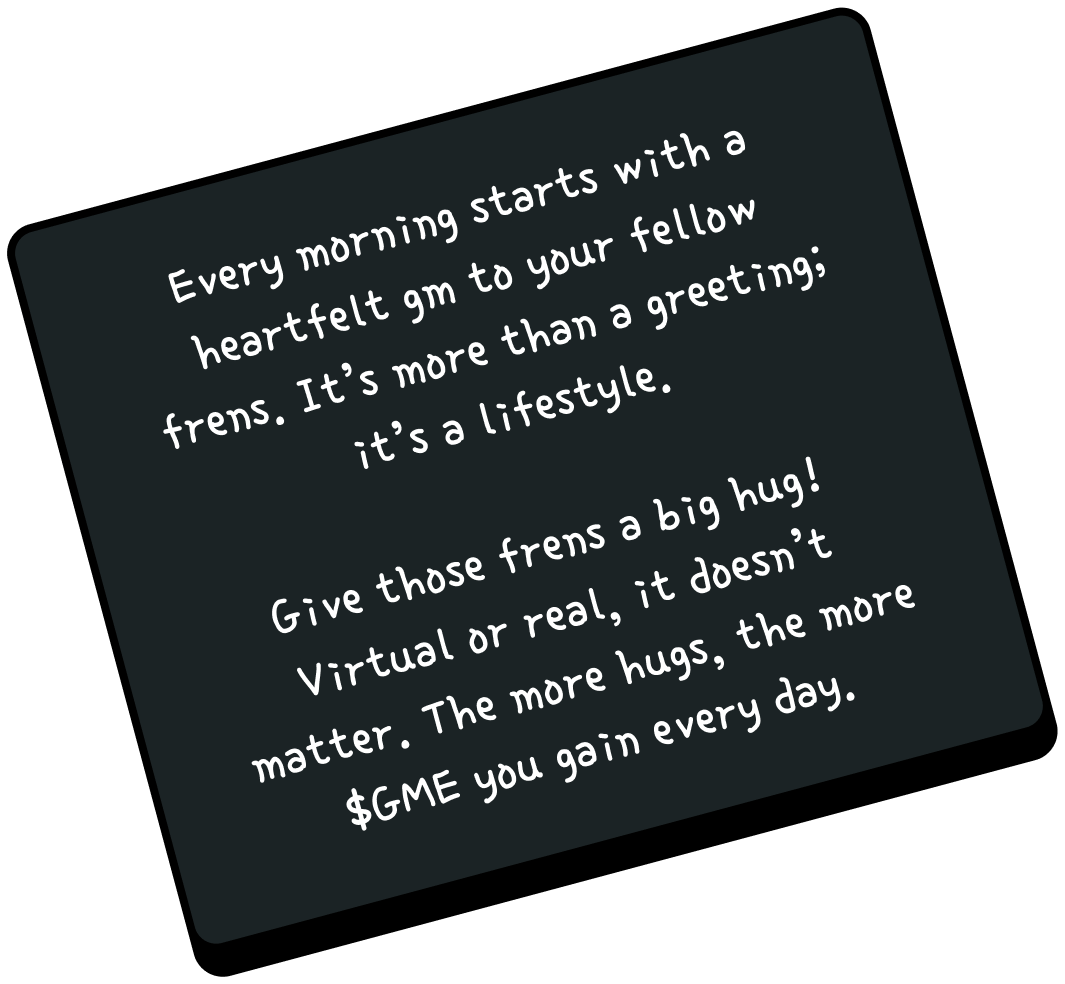 Every morning starts with a
heartfelt gm to your fellow
frens. It’s more than a greeting;
it’s a lifestyle.
Give those frens a big hug!
Virtual or real, it doesn’t
matter. The more hugs, the more
$GME you gain every day.